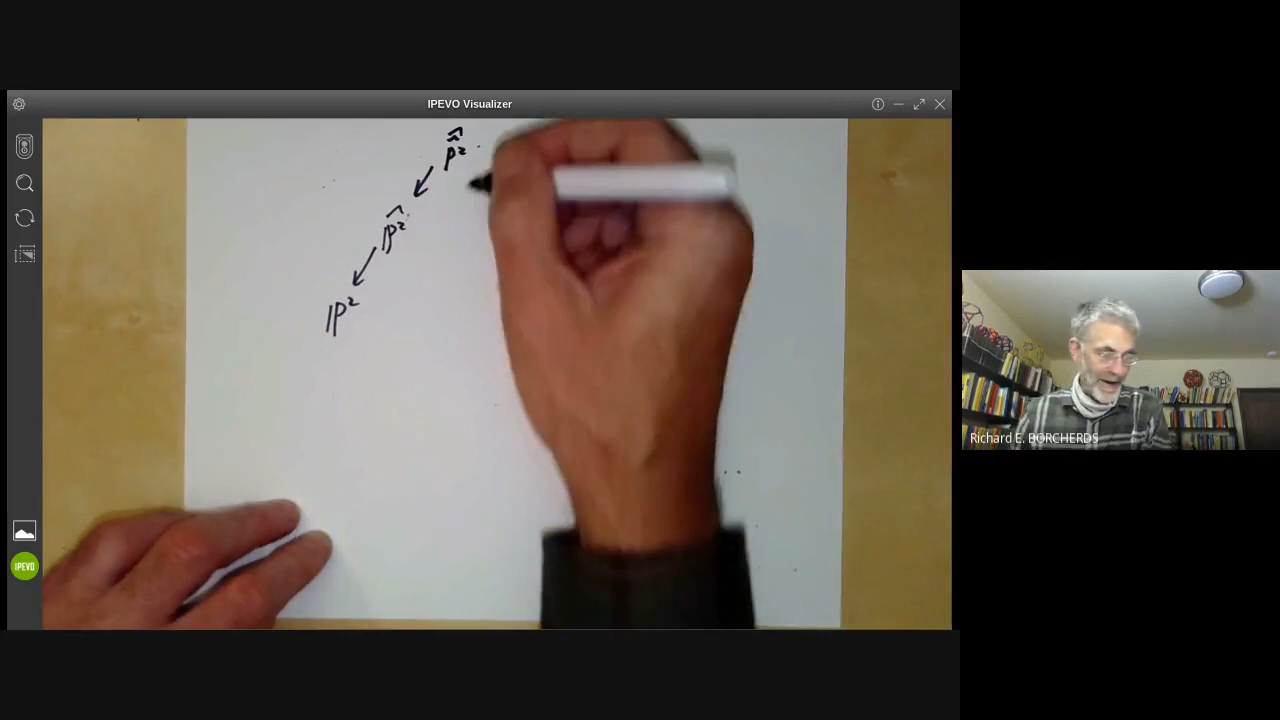 IPEVO Visualizer
P̂̂²
P̂²
P²
IPEVO
Richard E. BORCHERDS